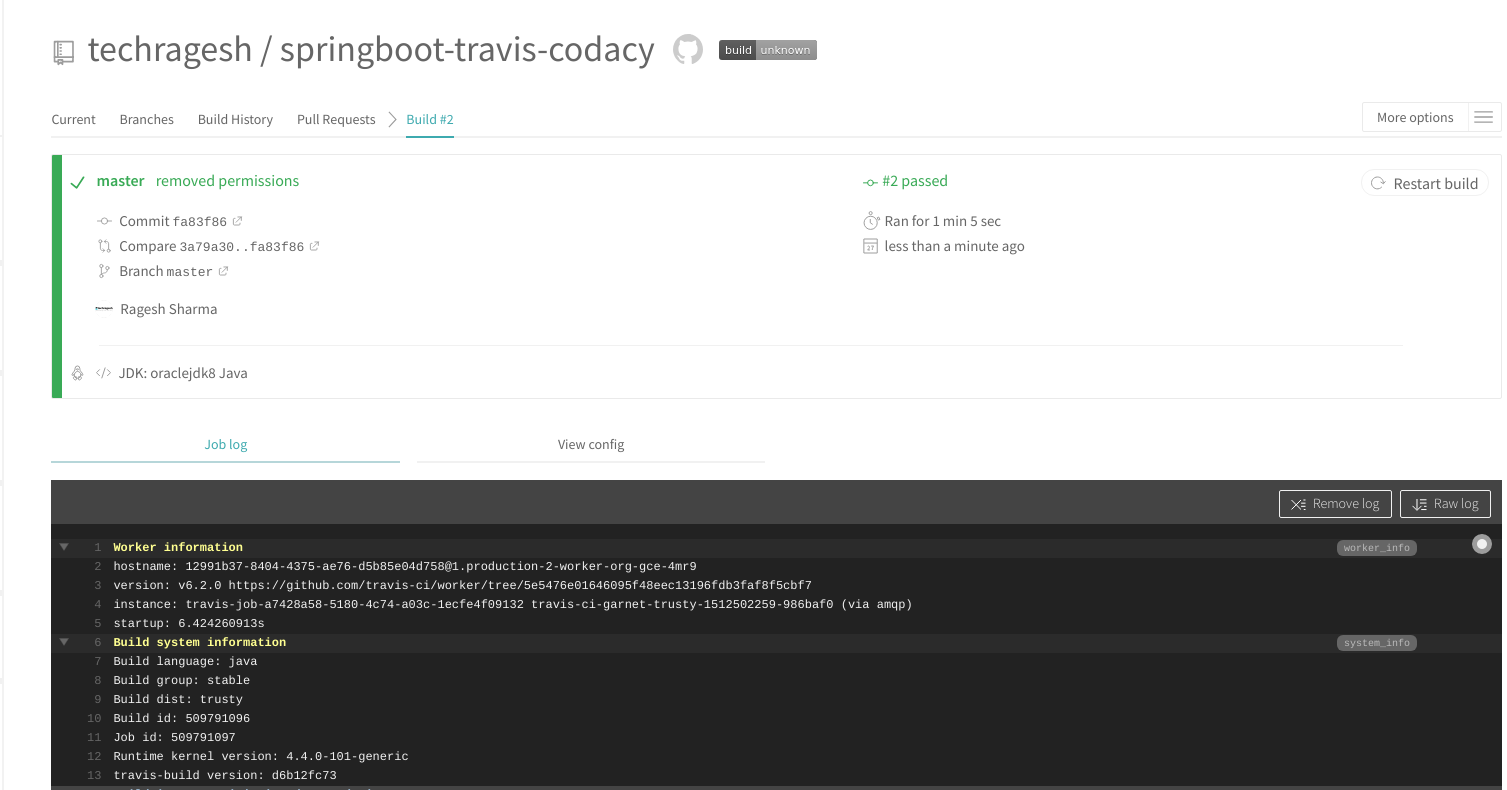 techragesh / springboot-travis-codacy build unknown
Current Branches Build History Pull Requests Build #2 More options
master removed permissions #2 passed Restart build
Commit fa83f86 Ran for 1 min 5 sec
Compare 3a79a30..fa83f86 27 less than a minute ago
Branch master
Ragesh Sharma
</> JDK: oraclejdk8 Java
Job log View config
Remove log Raw log
1 Worker information worker_info
2 hostname: 12991b37-8404-4375-ae76-d5b85e04d758@1.production-2-worker-org-gce-4mr9
3 version: v6.2.0 https://github.com/travis-ci/worker/tree/5e5476e01646095f48eec13196fdb3faf8f5cbf7
4 instance: travis-job-a7428a58-5180-4c74-a03c-1ecfe4f09132 travis-ci-garnet-trusty-1512502259-986baf0 (via amqp)
5 startup: 6.424260913s
6 Build system information system_info
7 Build language: java
8 Build group: stable
9 Build dist: trusty
10 Build id: 509791096
11 Job id: 509791097
12 Runtime kernel version: 4.4.0-101-generic
13 travis-build version: d6b12fc73